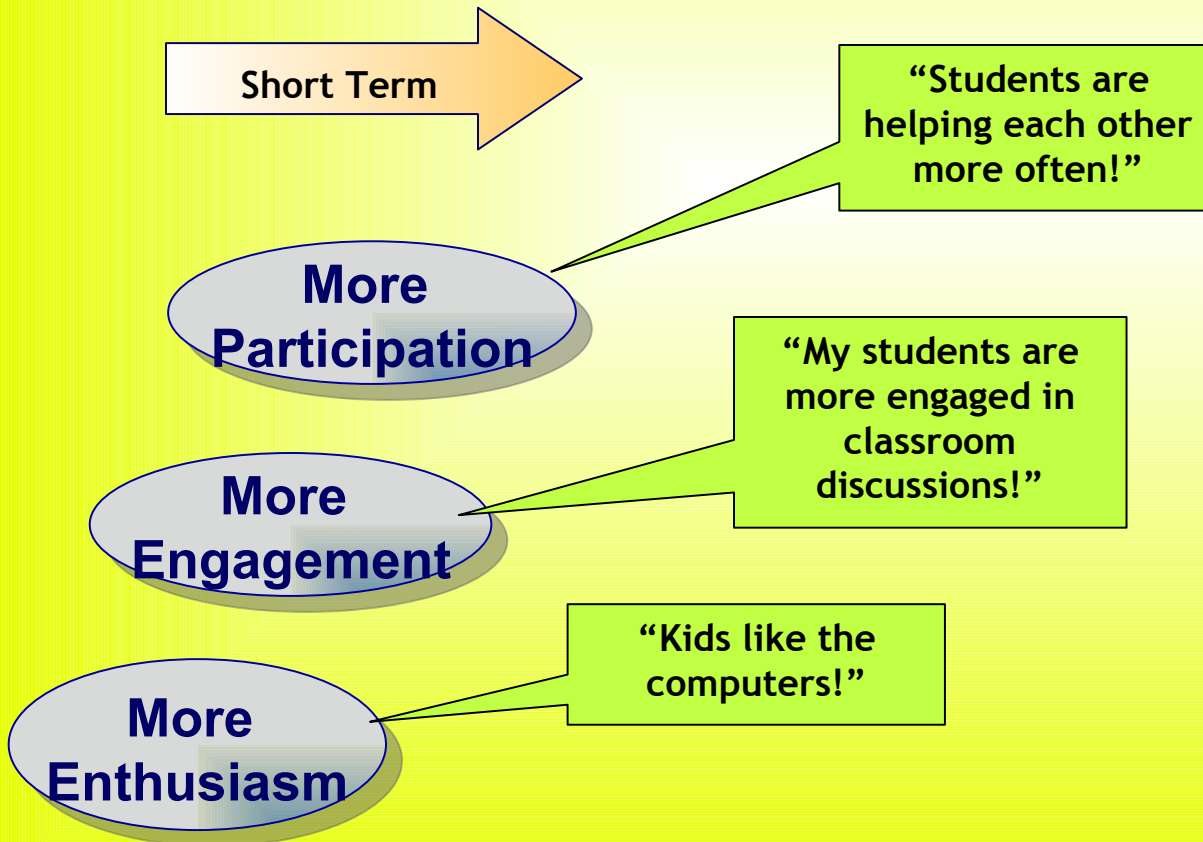 Short Term
“Students are
helping each other
more often!”
More
Participation
“My students are
more engaged in
classroom
discussions!”
More
Engagement
“Kids like the
computers!”
More
Enthusiasm